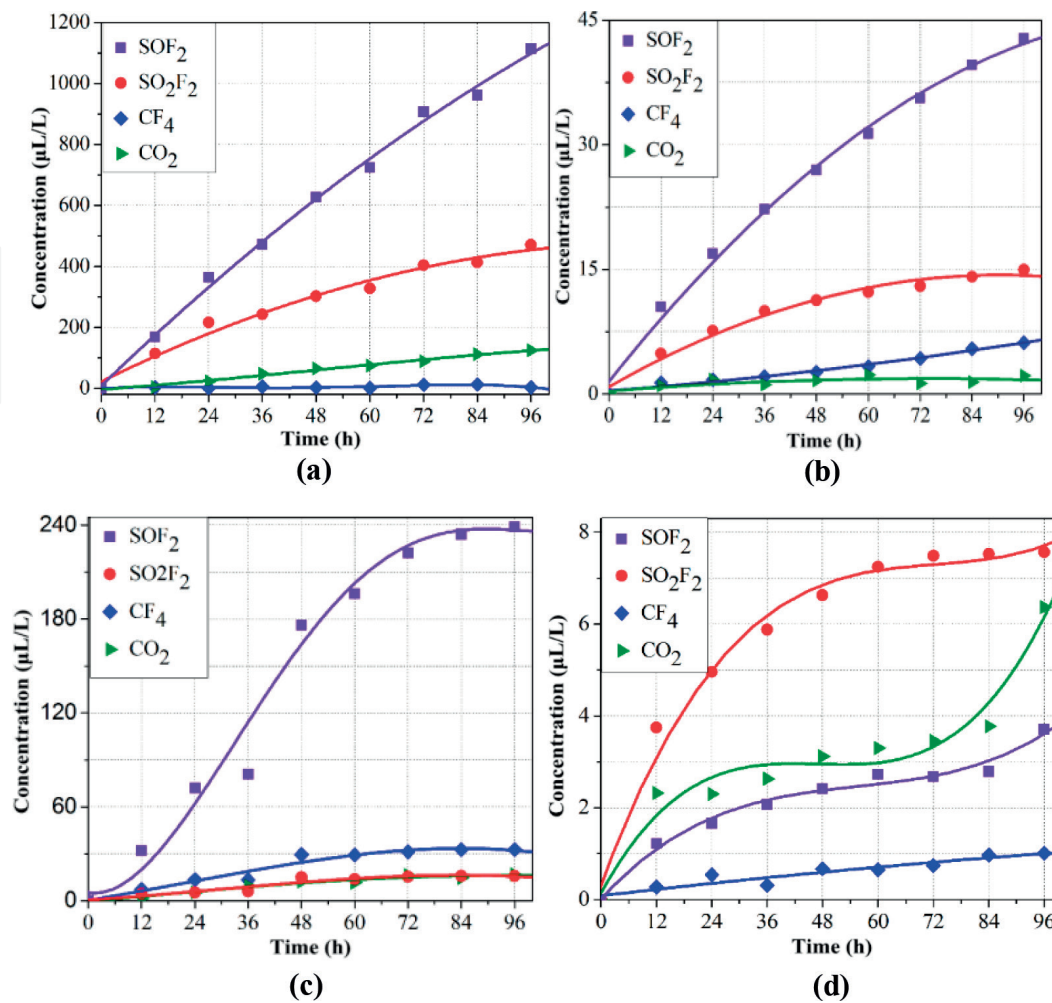 1200
1000
800
600
400
200
0
Concentration (µL/L)
SOF2
SO2F2
CF4
CO2
0 12 24 36 48 60 72 84 96
Time (h)
(a)
45
30
15
0
Concentration (µL/L)
SOF2
SO2F2
CF4
CO2
0 12 24 36 48 60 72 84 96
Time (h)
(b)
240
180
120
60
0
Concentration (µL/L)
SOF2
SO2F2
CF4
CO2
0 12 24 36 48 60 72 84 96
Time (h)
(c)
8
6
4
2
0
Concentration (µL/L)
SOF2
SO2F2
CF4
CO2
0 12 24 36 48 60 72 84 96
Time (h)
(d)